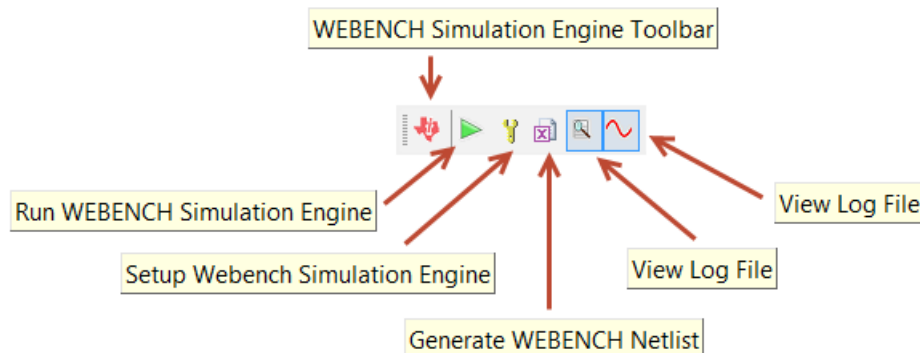 WEBENCH Simulation Engine Toolbar
Run WEBENCH Simulation Engine
View Log File
Setup Webench Simulation Engine
View Log File
Generate WEBENCH Netlist